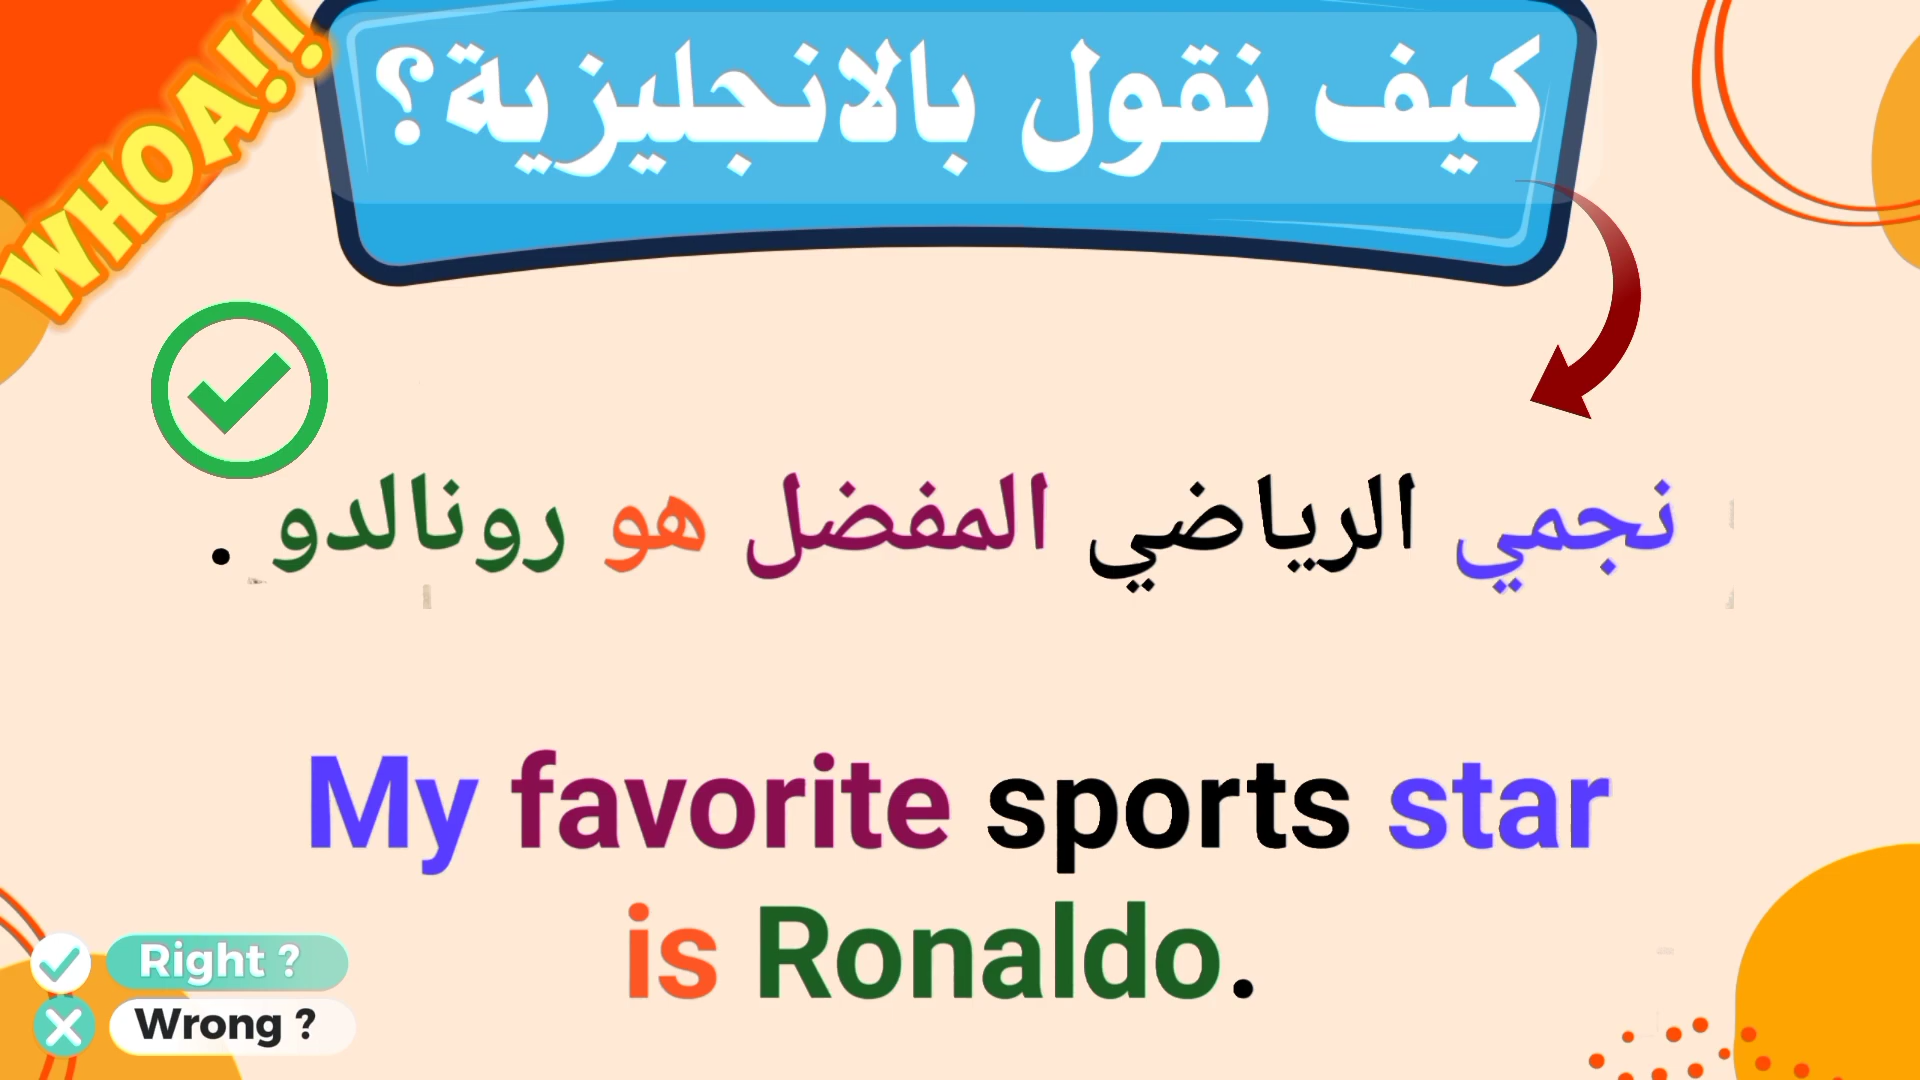 WHOA!!
كيف نقول بالانجليزية؟
نجمي الرياضي المفضل هو رونالدو .
My favorite sports star
is Ronaldo.
Right ?
Wrong ?